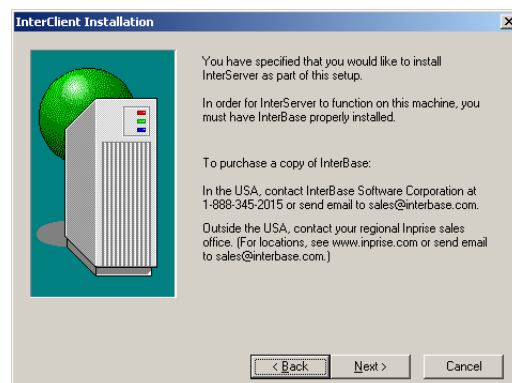 InterClient Installation
You have specified that you would like to install
InterServer as part of this setup.
In order for InterServer to function on this machine, you
must have InterBase properly installed.
To purchase a copy of InterBase:
In the USA, contact InterBase Software Corporation at
1-888-345-2015 or send email to sales@interbase.com.
Outside the USA, contact your regional Inprise sales
office. (For locations, see www.inprise.com or send email
to sales@interbase.com.)
< Back
Next >
Cancel